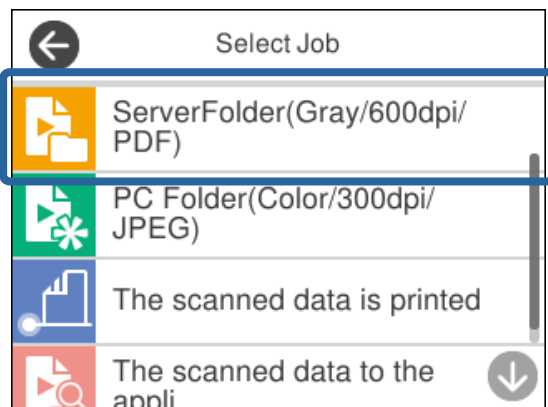 Select Job
ServerFolder(Gray/600dpi/
PDF)
PC Folder(Color/300dpi/
JPEG)
The scanned data is printed
The scanned data to the
appli...